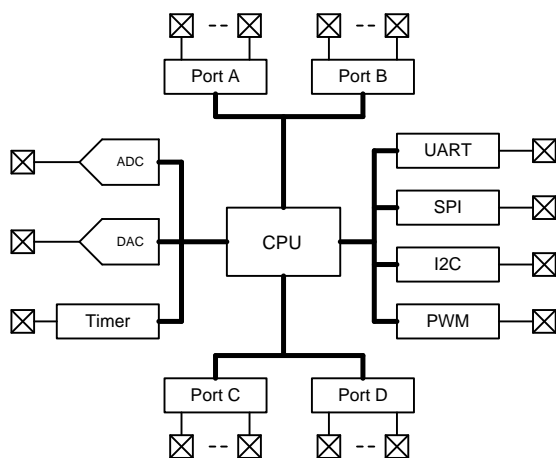 Port A
Port B
ADC
UART
SPI
DAC
CPU
I2C
Timer
PWM
Port C
Port D